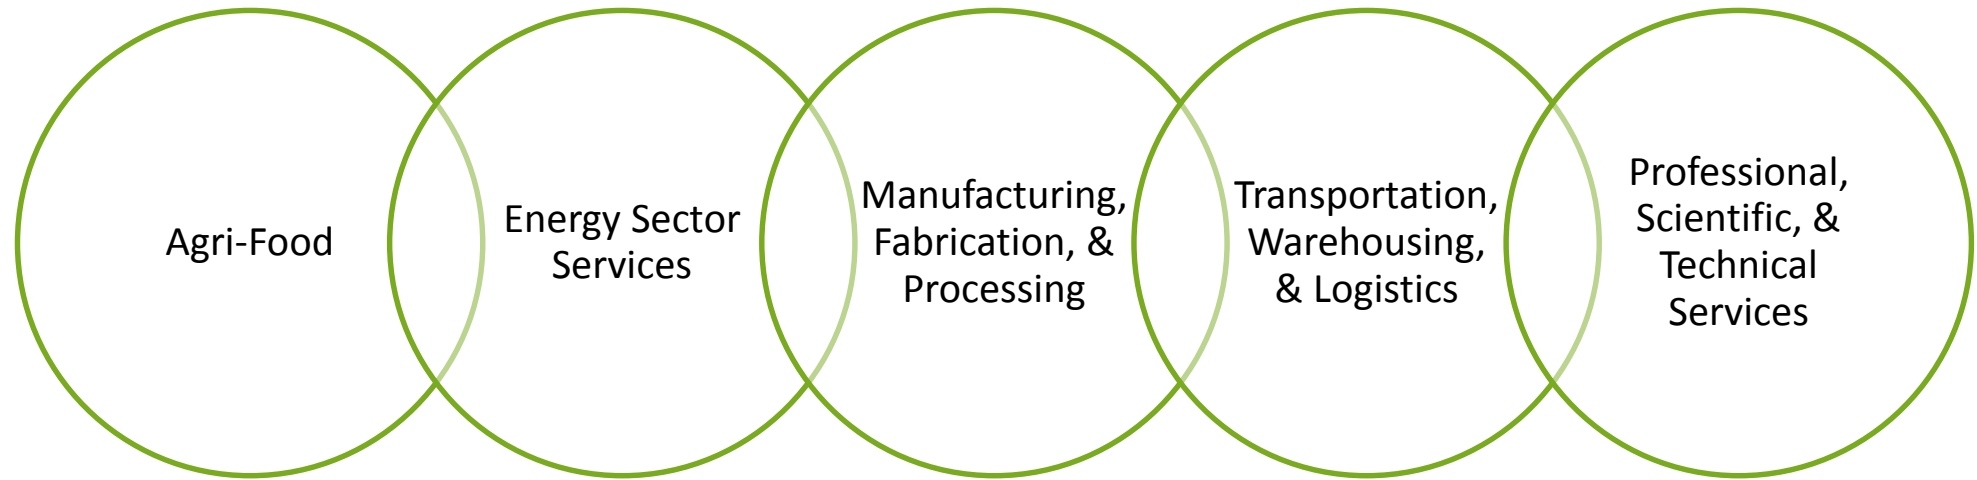 Agri-Food
Energy Sector
Services
Manufacturing,
Fabrication, &
Processing
Transportation,
Warehousing,
& Logistics
Professional,
Scientific, &
Technical
Services